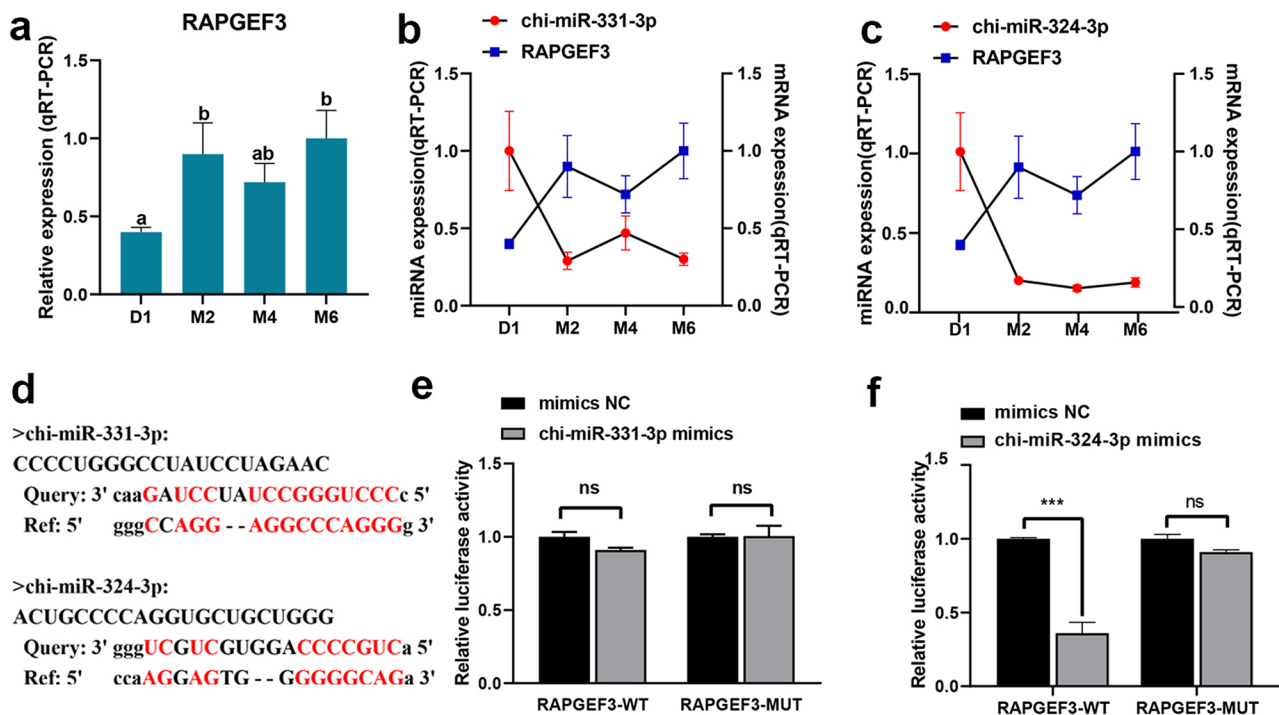 a
RAPGEF3
Relative expression (qRT-PCR)
1.5
1.0
0.5
0.0
a
b
ab
b
D1 M2 M4 M6
b
chi-miR-331-3p
RAPGEF3
miRNA expession(qRT-PCR)
1.5
1.0
0.5
0.0
mRNA expession(qRT-PCR)
1.5
1.0
0.5
0.0
D1 M2 M4 M6
c
chi-miR-324-3p
RAPGEF3
miRNA expession(qRT-PCR)
1.5
1.0
0.5
0.0
mRNA expession(qRT-PCR)
1.5
1.0
0.5
0.0
D1 M2 M4 M6
d
>chi-miR-331-3p:
CCCCUGGGCCUAUCCUAGAAC
Query: 3' caaGAUCCUAUCCGGGUCCCc 5'
Ref: 5' gggCCAGG--AGGCCCAGGGg 3'
>chi-miR-324-3p:
ACUGCCCCAGGUGCUGCUGGG
Query: 3' gggUCGUCGUGGACCCCGUCa 5'
Ref: 5' ccaAGGAGTG--GGGGGCAGa 3'
e
mimics NC
chi-miR-331-3p mimics
Relative luciferase activity
1.5
1.0
0.5
0.0
ns
ns
RAPGEF3-WT RAPGEF3-MUT
f
mimics NC
chi-miR-324-3p mimics
Relative luciferase activity
1.5
1.0
0.5
0.0
***
ns
RAPGEF3-WT RAPGEF3-MUT